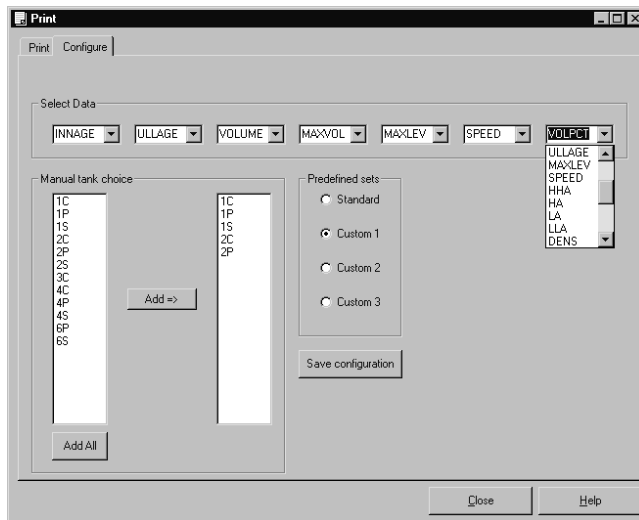 Print
Print Configure
Select Data
INNAGE ULLAGE VOLUME MAXVOL MAXLEV SPEED VOLPCT
ULLAGE
MAXLEV
SPEED
HHA
HA
LA
LLA
DENS
Manual tank choice
1C
1P
1S
2C
2P
2S
3C
4C
4P
4S
6P
6S
Add =>
1C
1P
1S
2C
2P
Add All
Predefined sets
Standard
Custom 1
Custom 2
Custom 3
Save configuration
Close Help